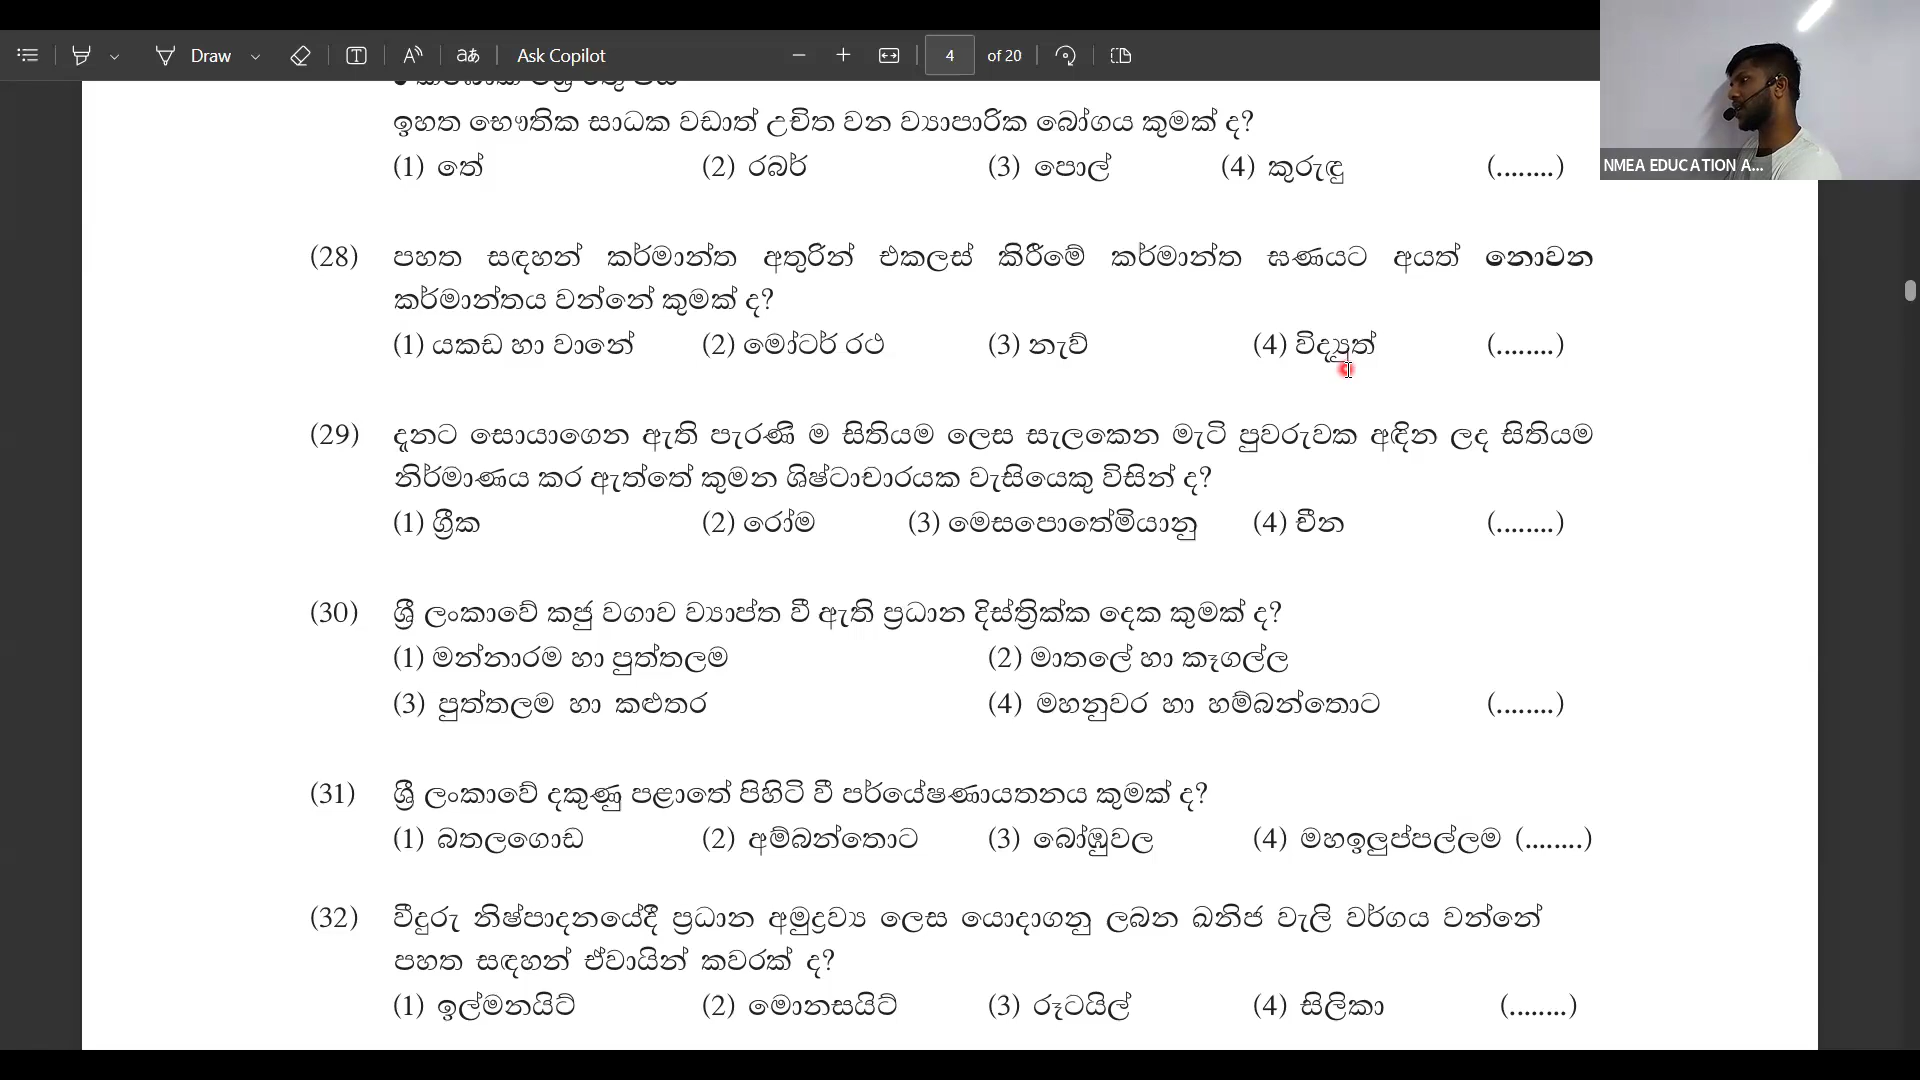 Draw
Ask Copilot
4 of 20
NMEA EDUCATION A...
ඉහත භෞතික සාධක වඩාත් උචිත වන ව්‍යාපාරික බෝගය කුමක් ද?
(1) තේ (2) රබර් (3) පොල් (4) කුරුඳු (........)
(28) පහත සඳහන් කර්මාන්ත අතුරින් එකලස් කිරීමේ කර්මාන්ත ඝණයට අයත් නොවන
කර්මාන්තය වන්නේ කුමක් ද?
(1) යකඩ හා වානේ (2) මෝටර් රථ (3) නැව් (4) විද්‍යුත් (........)
(29) දැනට සොයාගෙන ඇති පැරණි ම සිතියම ලෙස සැලකෙන මැටි පුවරුවක අඳින ලද සිතියම
නිර්මාණය කර ඇත්තේ කුමන ශිෂ්ටාචාරයක වැසියෙකු විසින් ද?
(1) ග්‍රීක (2) රෝම (3) මෙසපොතේමියානු (4) චීන (........)
(30) ශ්‍රී ලංකාවේ කජු වගාව ව්‍යාප්ත වී ඇති ප්‍රධාන දිස්ත්‍රික්ක දෙක කුමක් ද?
(1) මන්නාරම හා පුත්තලම (2) මාතලේ හා කෑගල්ල
(3) පුත්තලම හා කළුතර (4) මහනුවර හා හම්බන්තොට (........)
(31) ශ්‍රී ලංකාවේ දකුණු පළාතේ පිහිටි වී පර්යේෂණායතනය කුමක් ද?
(1) බතලගොඩ (2) අම්බන්තොට (3) බෝඹුවල (4) මහඉලුප්පල්ලම (........)
(32) වීදුරු නිෂ්පාදනයේදී ප්‍රධාන අමුද්‍රව්‍ය ලෙස යොදාගනු ලබන ඛනිජ වැලි වර්ගය වන්නේ
පහත සඳහන් ඒවායින් කවරක් ද?
(1) ඉල්මනයිට් (2) මොනසයිට් (3) රූටයිල් (4) සිලිකා (........)